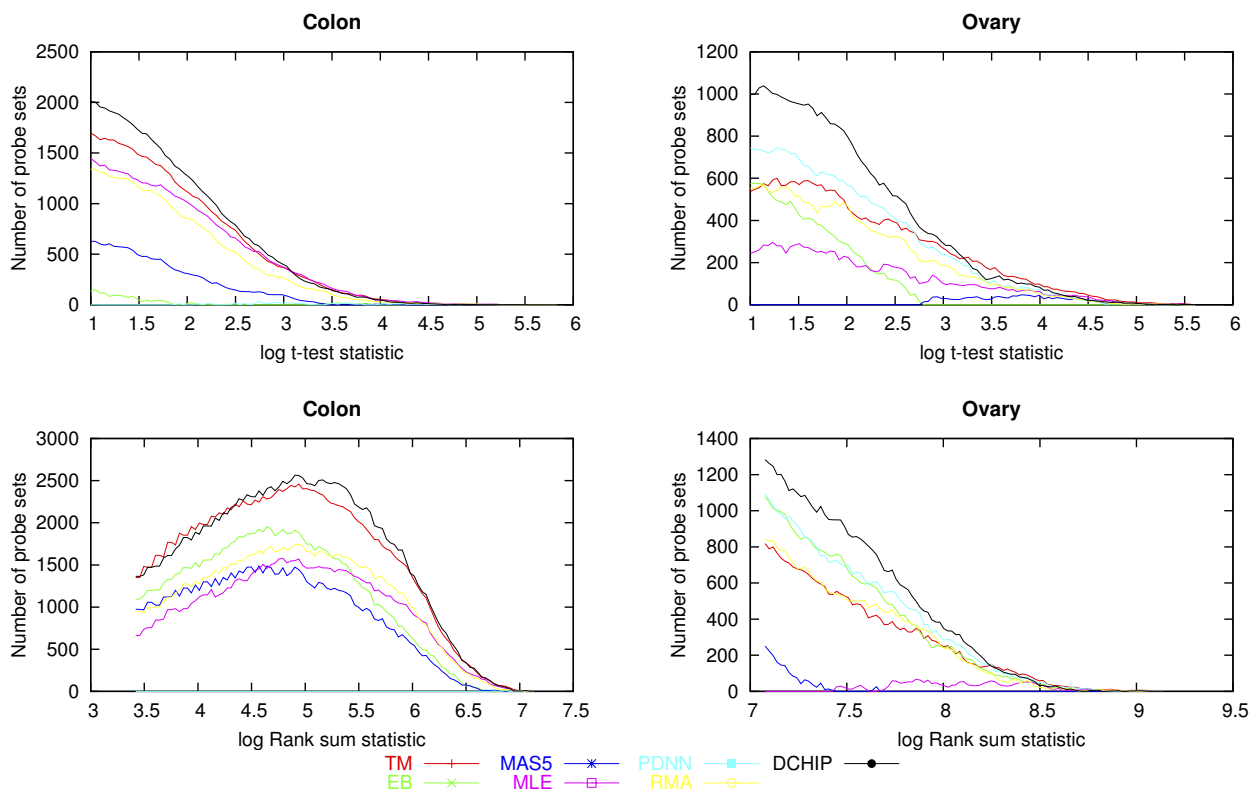 Colon
Number of probe sets
2500
2000
1500
1000
500
0
1 1.5 2 2.5 3 3.5 4 4.5 5 5.5 6
log t-test statistic
Ovary
Number of probe sets
1200
1000
800
600
400
200
0
1 1.5 2 2.5 3 3.5 4 4.5 5 5.5 6
log t-test statistic
Colon
Number of probe sets
3000
2500
2000
1500
1000
500
0
3 3.5 4 4.5 5 5.5 6 6.5 7 7.5
log Rank sum statistic
Ovary
Number of probe sets
1400
1200
1000
800
600
400
200
0
7 7.5 8 8.5 9 9.5
log Rank sum statistic
TM MAS5 PDNN DCHIP
EB MLE RMA